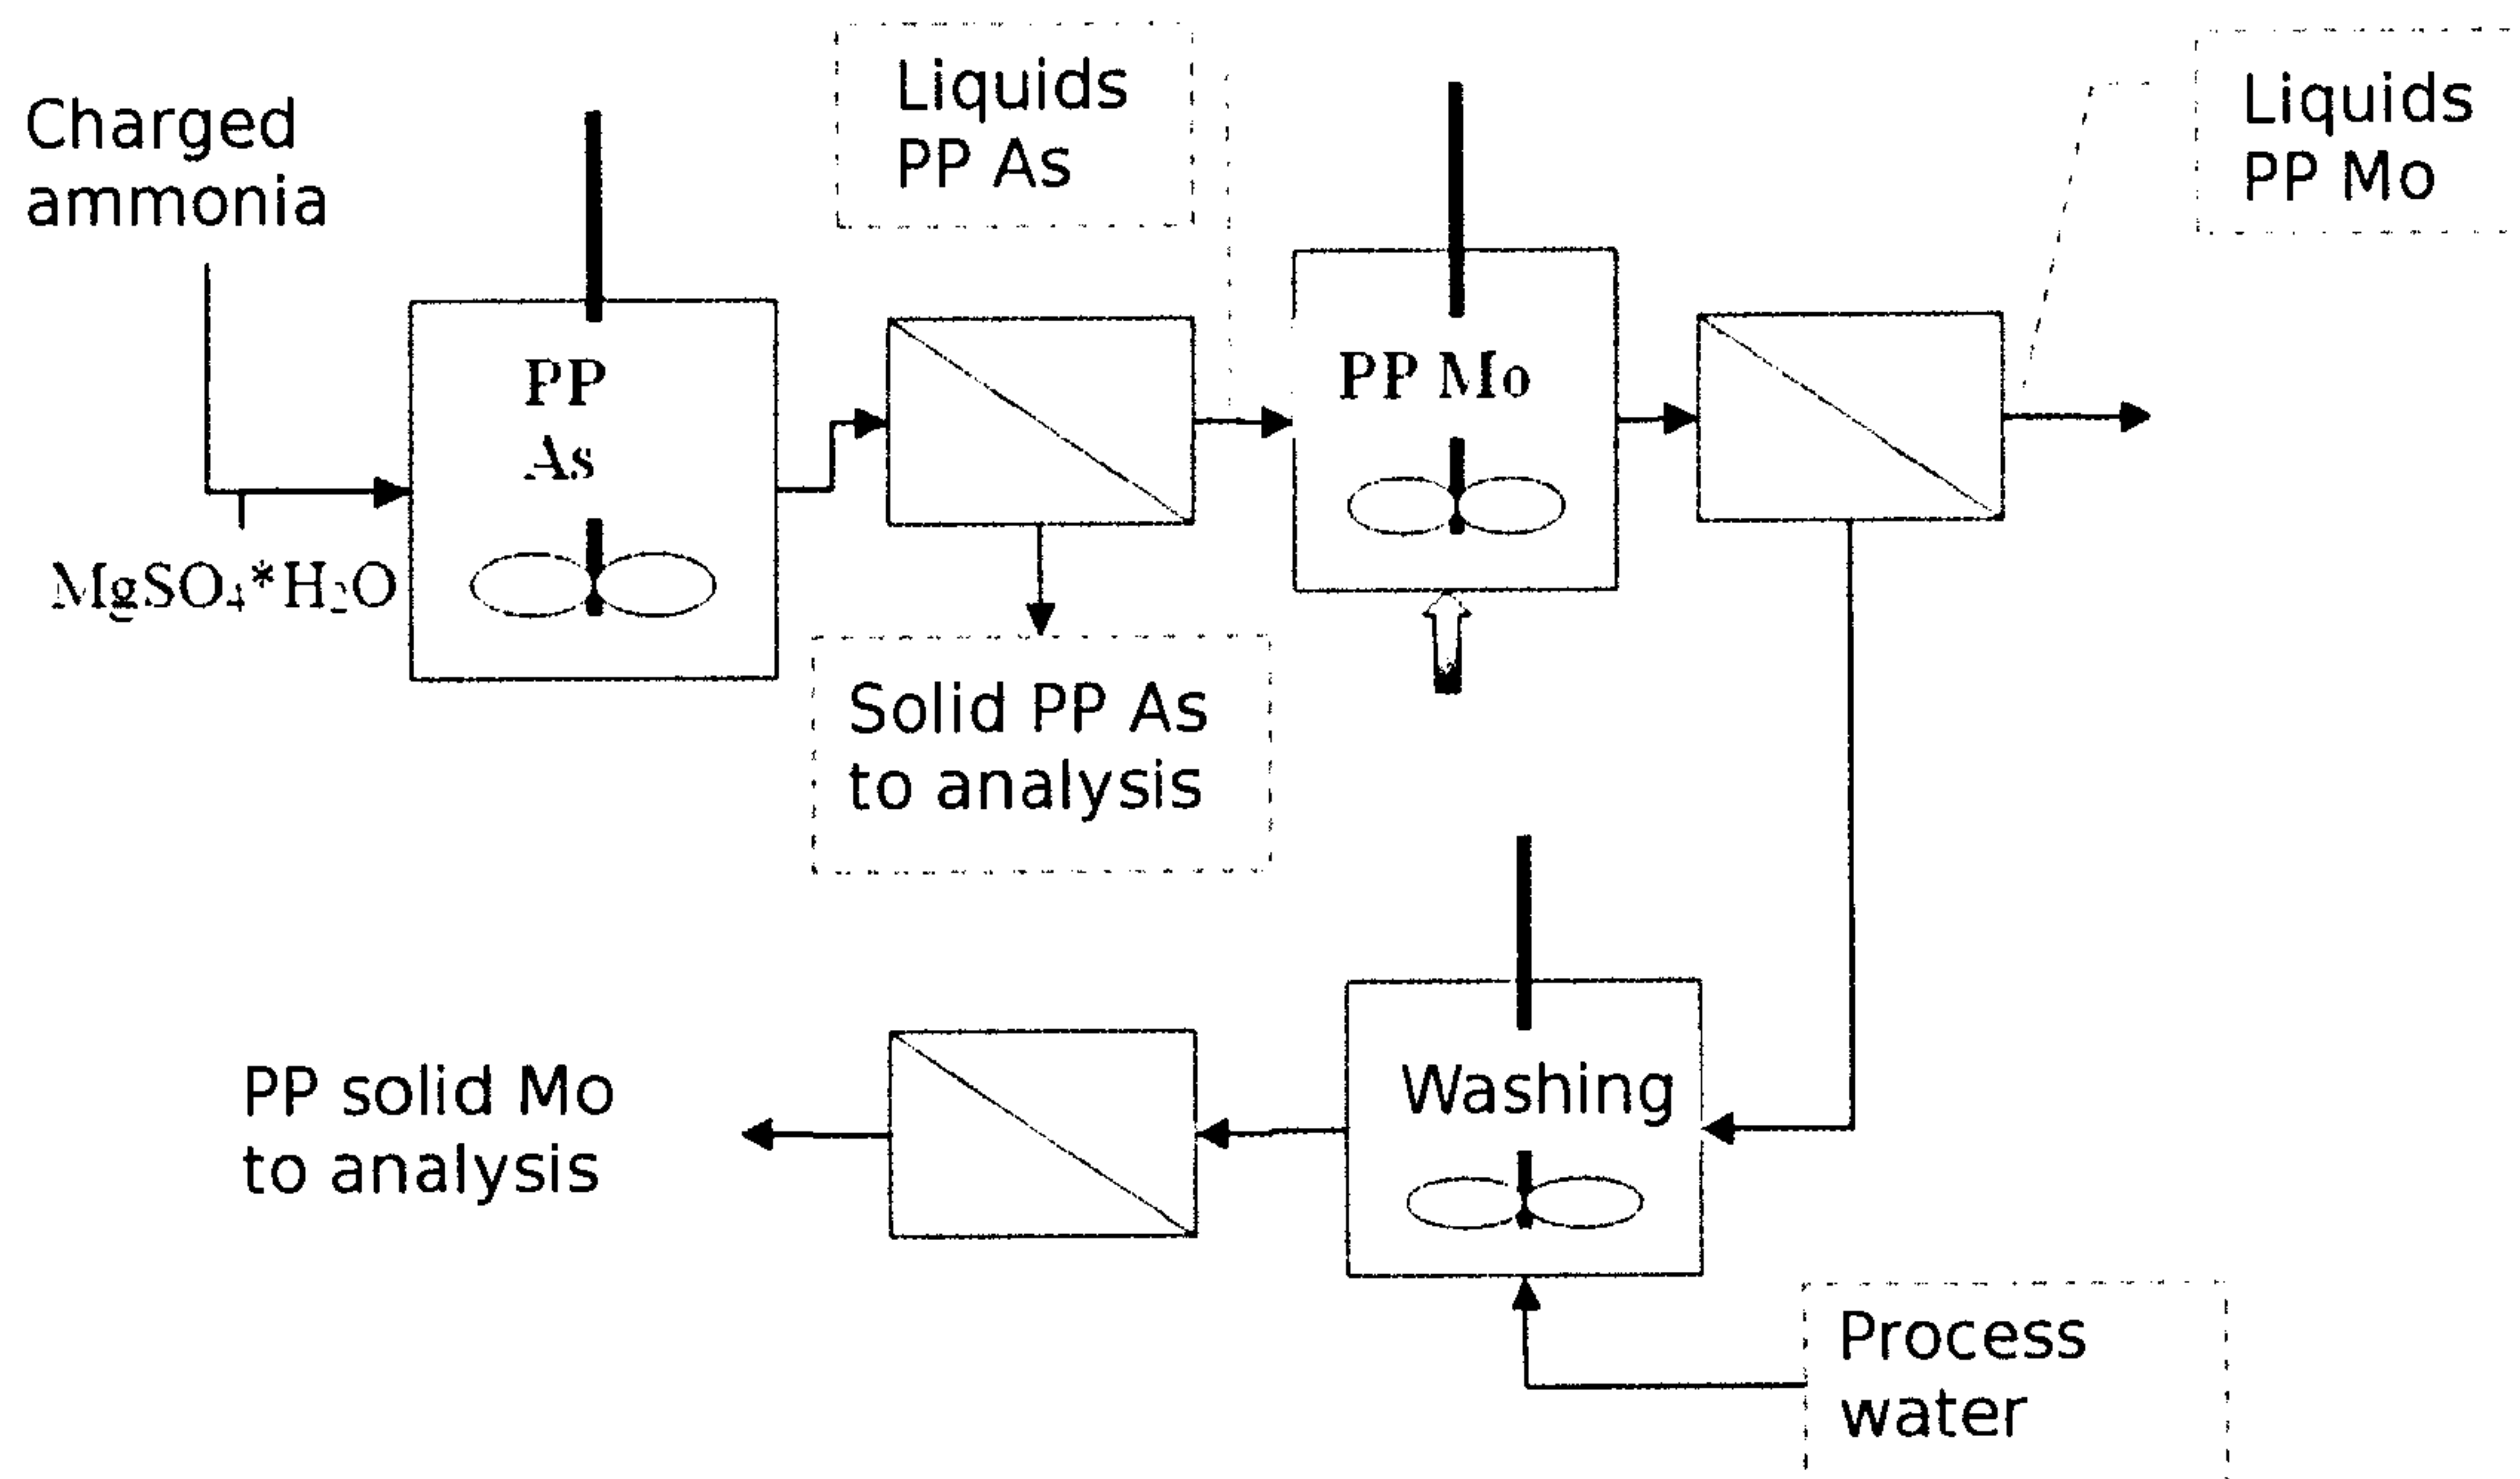 Charged
ammonia
Liquids
PP As
Liquids
PP Mo
PP
As
PP Mo
MgSO₄*H₂O
Solid PP As
to analysis
PP solid Mo
to analysis
Washing
Process
water